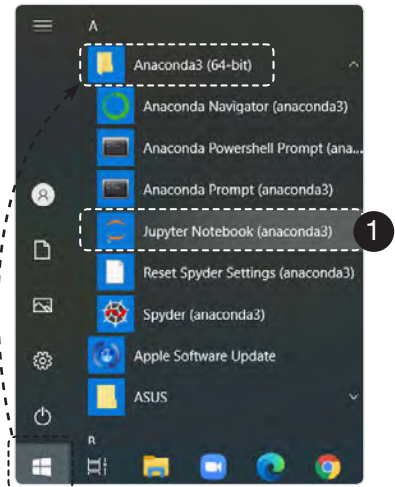 A
Anaconda3 (64-bit)
Anaconda Navigator (anaconda3)
Anaconda Powershell Prompt (ana...
Anaconda Prompt (anaconda3)
Jupyter Notebook (anaconda3)
1
Reset Spyder Settings (anaconda3)
Spyder (anaconda3)
Apple Software Update
ASUS